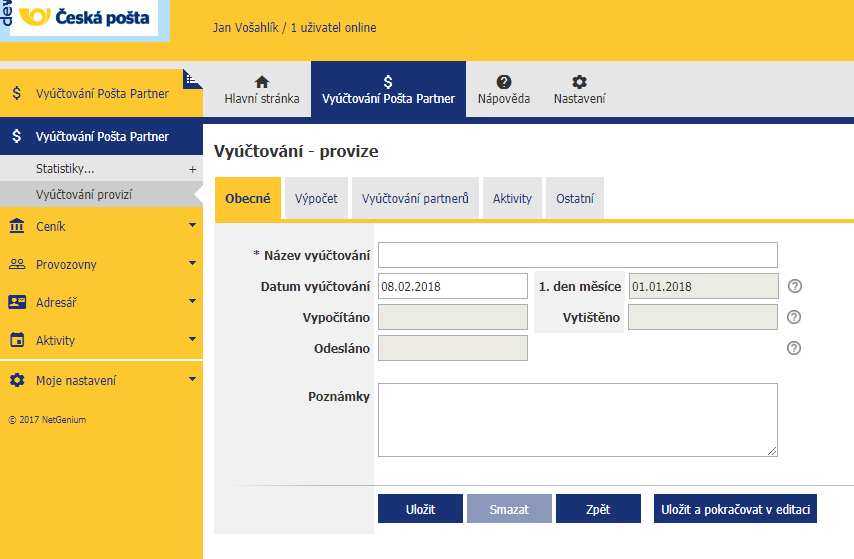 dev
Česká pošta
Jan Vošahlík / 1 uživatel online
Vyúčtování Pošta Partner
Hlavní stránka
Vyúčtování Pošta Partner
Nápověda
Nastavení
Vyúčtování Pošta Partner
Statistiky... +
Vyúčtování provizí
Ceník
Provozovny
Adresář
Aktivity
Moje nastavení
© 2017 NetGenium
Vyúčtování - provize
Obecné
Výpočet
Vyúčtování partnerů
Aktivity
Ostatní
* Název vyúčtování
Datum vyúčtování 08.02.2018 1. den měsíce 01.01.2018
Vypočítáno Vytištěno
Odesláno
Poznámky
Uložit
Smazat
Zpět
Uložit a pokračovat v editaci